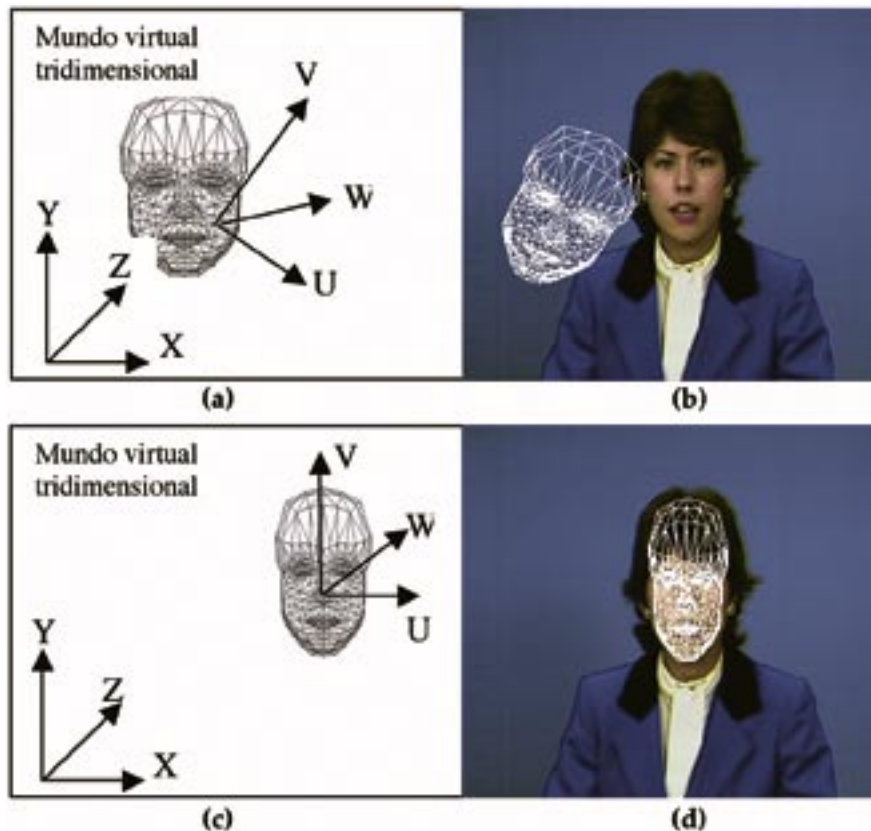 Mundo virtual
tridimensional
V
W
Y
Z
U
X
(a)
(b)
Mundo virtual
tridimensional
V
W
U
Y
Z
X
(c)
(d)